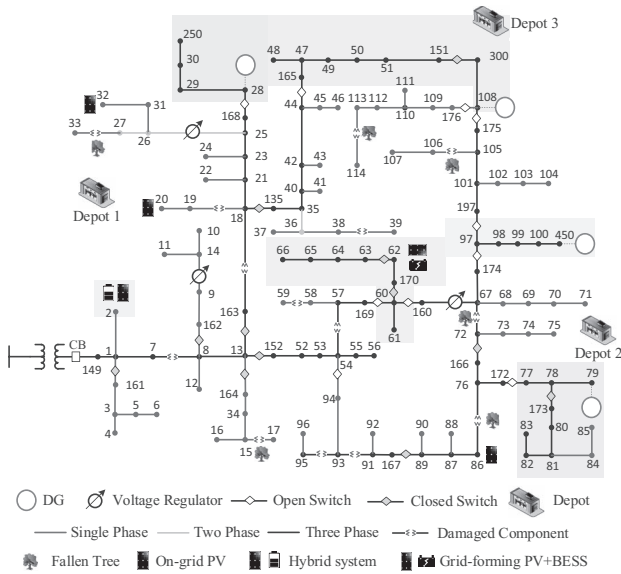 Depot 3
250
48 47 50 151 300
30 49 51
29 28 165 111
32 31 168 44 45 46 113 112 109 108
110 176
33 27 25 175
26 24 23 114 107 106 105
22 21 42 43
40 41 101 102 103 104
Depot 1 20 19 135
18 35 197
10 37 36 38 39
11 14 66 65 64 63 62 97 98 99 100 450
170 174
2 9 59 58 57 60 67 68 69 70 71
162 163 169 61 160
CB 72 73 74 75 Depot 2
1 7 8 13 152 52 53 54 55 56
149 166
161 12 76 172 77 78 79
164 94
3 5 6 34 173
4 96 92 90 88 83 80 85
16 17
15 95 93 91 167 89 87 86 82 81 84
DG Voltage Regulator Open Switch Closed Switch Depot
Single Phase Two Phase Three Phase Damaged Component
Fallen Tree On-grid PV Hybrid system Grid-forming PV+BESS